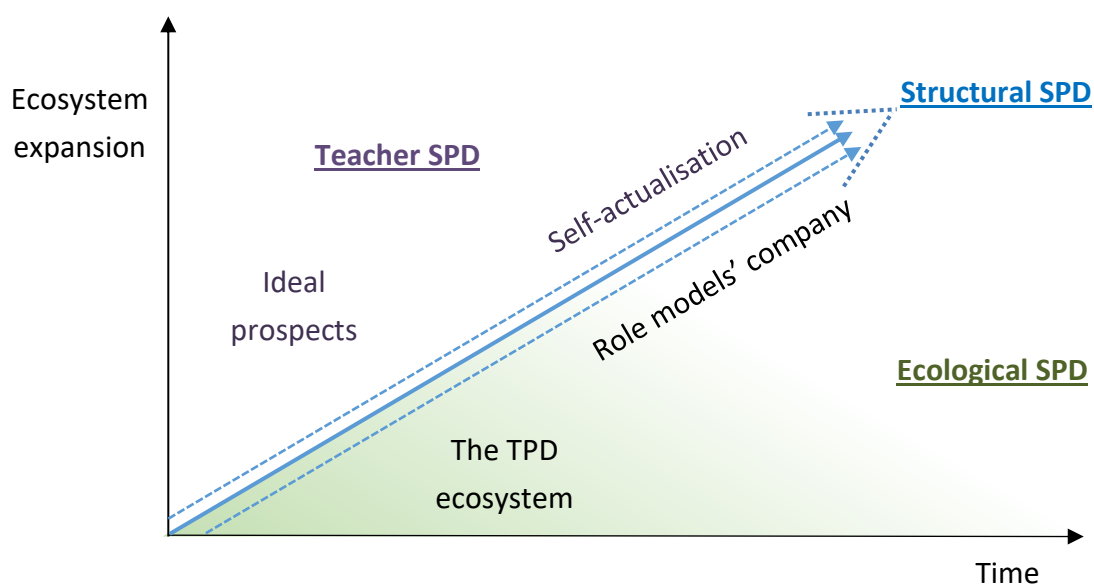 Ecosystem
expansion
Structural SPD
Teacher SPD
Self-actualisation
Ideal
prospects
Role models’ company
Ecological SPD
The TPD
ecosystem
Time